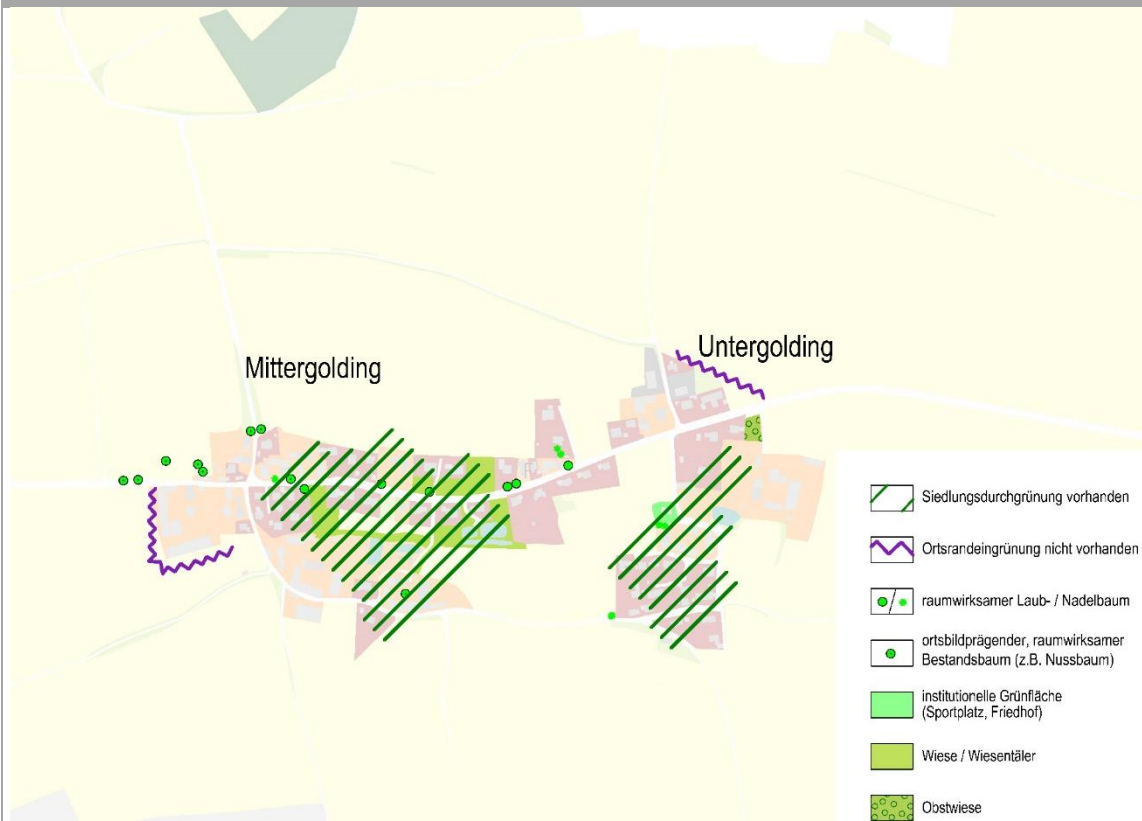 Mittergolding
Untergolding
Siedlungsdurchgrünung vorhanden
Ortsrandeingrünung nicht vorhanden
raumwirksamer Laub- / Nadelbaum
ortsbildprägender, raumwirksamer
Bestandsbaum (z.B. Nussbaum)
institutionelle Grünfläche
(Sportplatz, Friedhof)
Wiese / Wiesentäler
Obstwiese